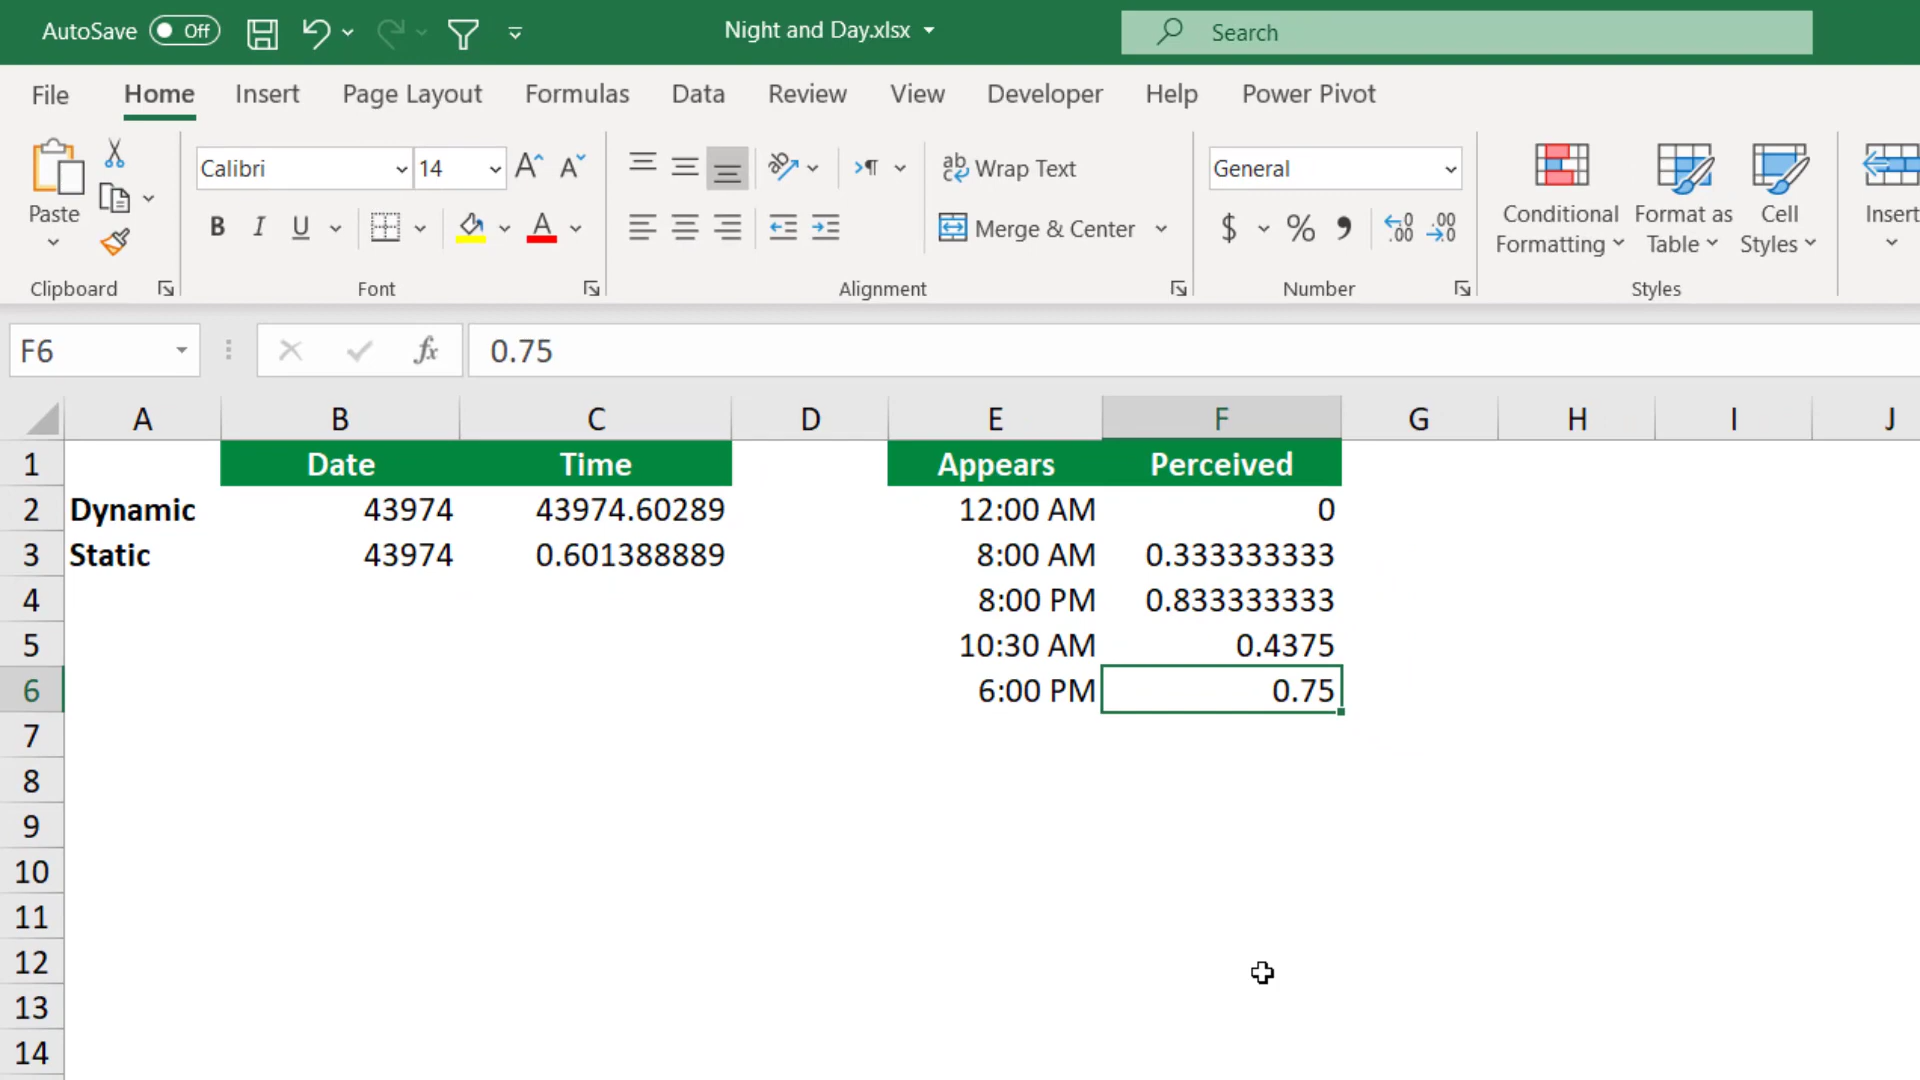 AutoSave Off Night and Day.xlsx Search
File Home Insert Page Layout Formulas Data Review View Developer Help Power Pivot
Paste Calibri 14 Wrap Text General Conditional Formatting Format as Table Cell Styles Insert
B I U Merge & Center $ %
Clipboard Font Alignment Number Styles
F6 fx 0.75
A B C D E F G H I J
1 Date Time Appears Perceived
2 Dynamic 43974 43974.60289 12:00 AM 0
3 Static 43974 0.601388889 8:00 AM 0.333333333
4 8:00 PM 0.833333333
5 10:30 AM 0.4375
6 6:00 PM 0.75
7
8
9
10
11
12
13
14